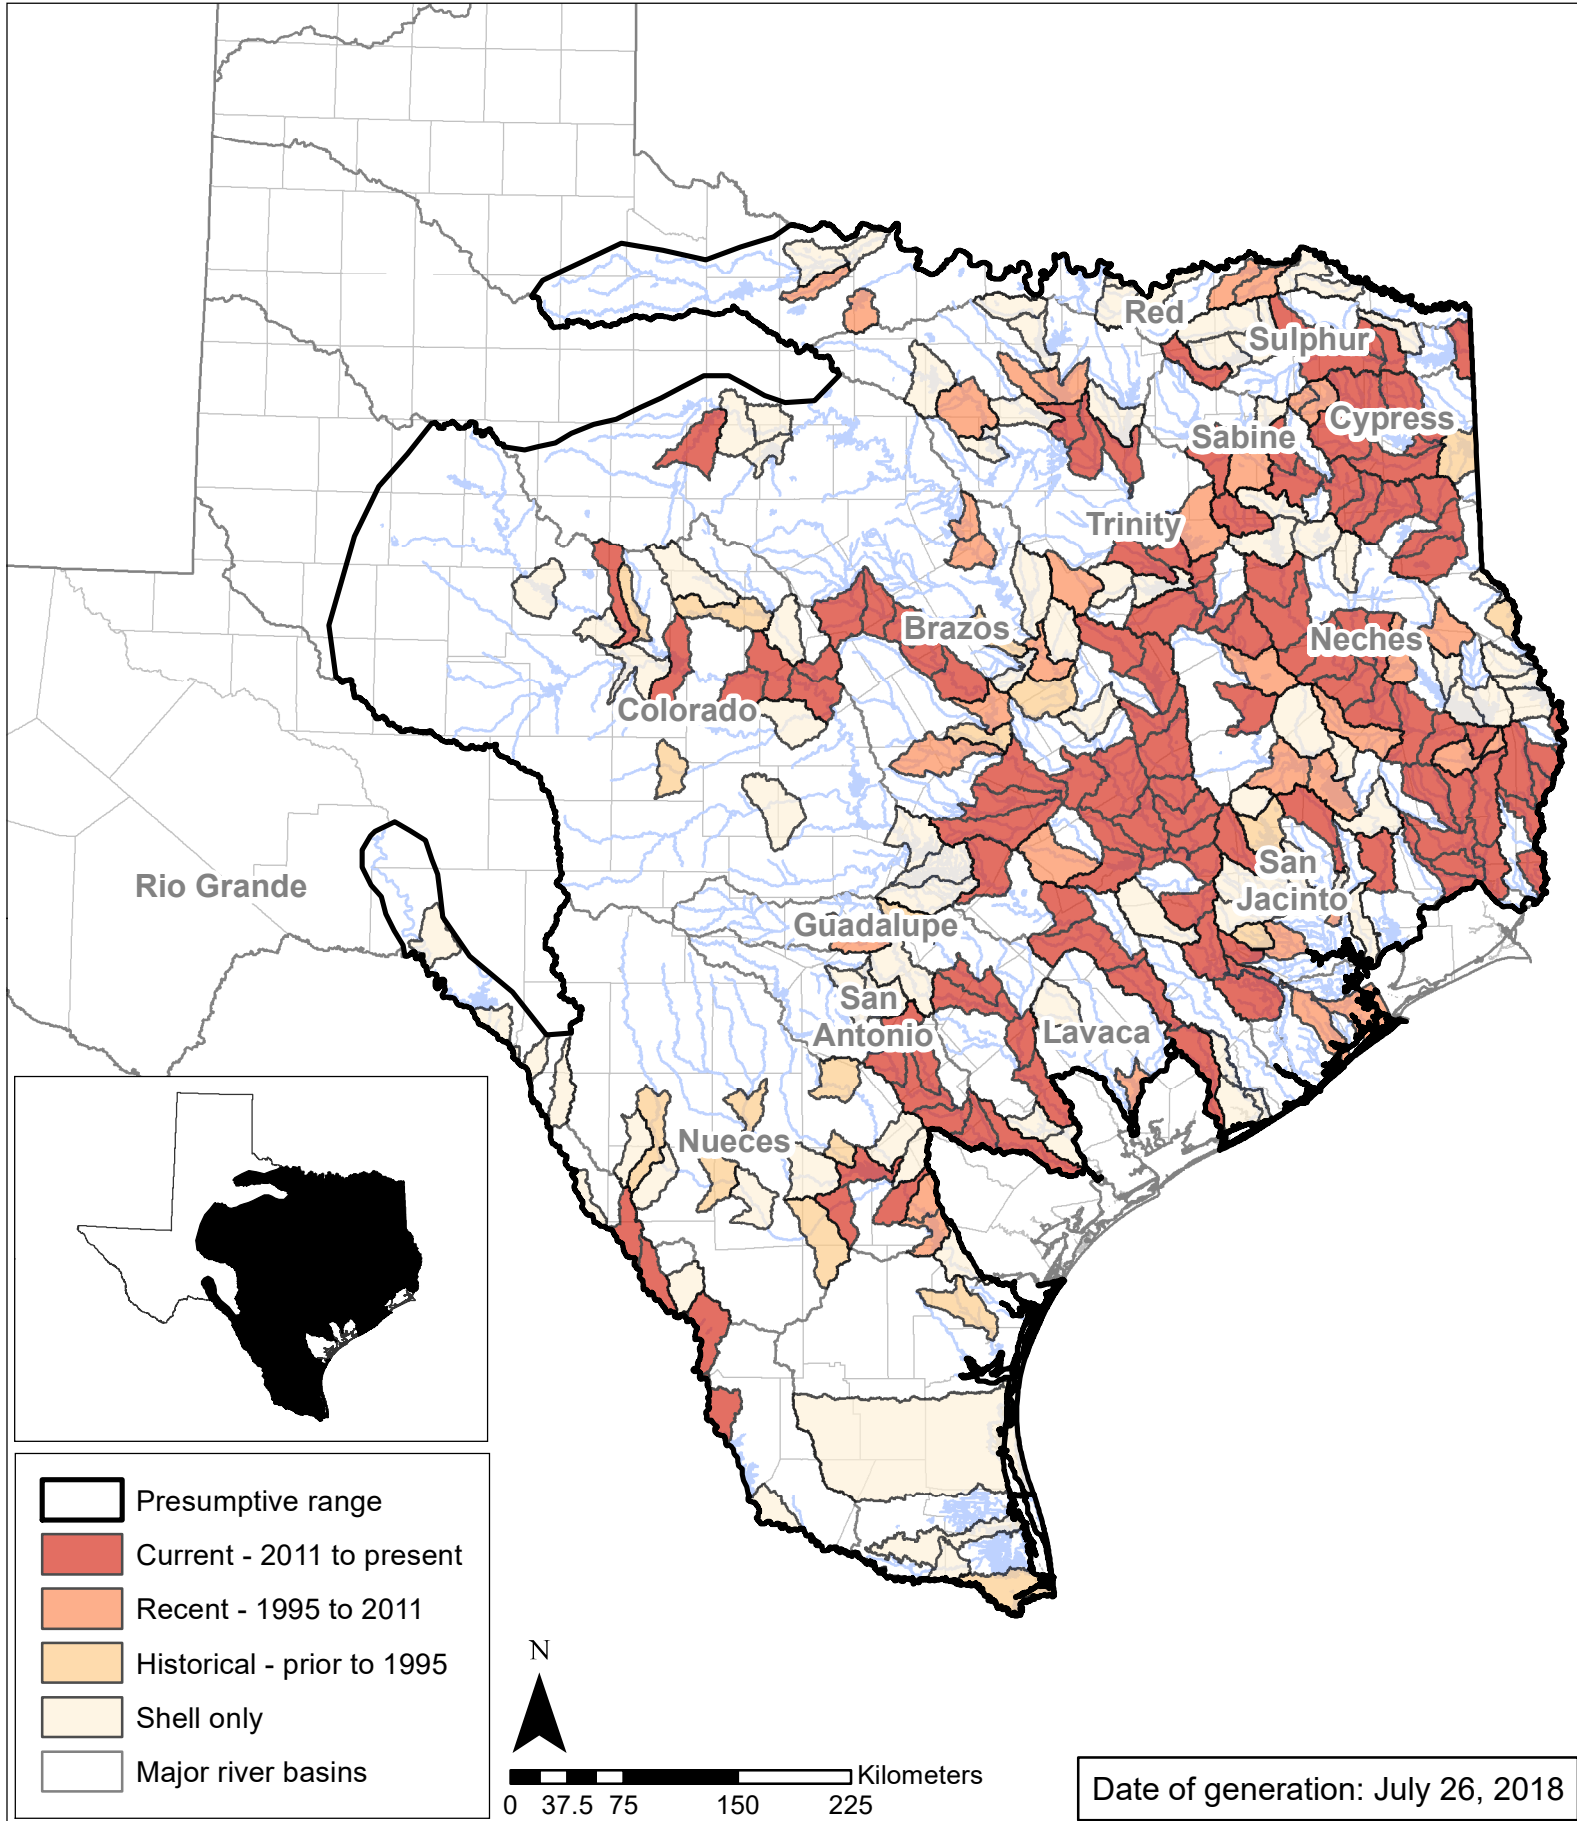 Red
Sulphur
Cypress
Sabine
Trinity
Brazos
Neches
Colorado
San
Jacinto
Rio Grande
Guadalupe
San
Antonio
Lavaca
Nueces
Presumptive range
Current - 2011 to present
Recent - 1995 to 2011
Historical - prior to 1995
Shell only
Major river basins
N
Kilometers
0 37.5 75 150 225
Date of generation: July 26, 2018